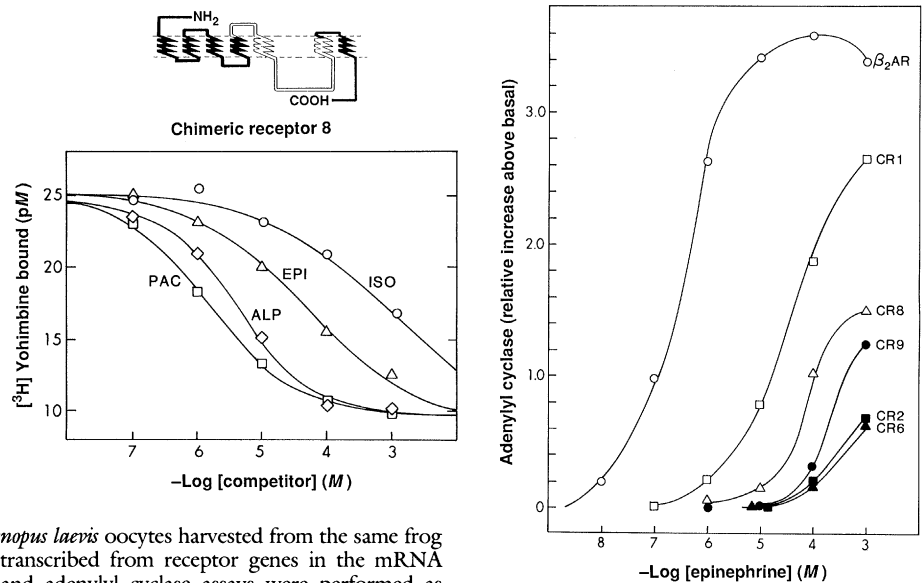 NH2
COOH
Chimeric receptor 8
[3H] Yohimbine bound (pM)
25
20
15
10
PAC
ALP
EPI
ISO
7 6 5 4 3
–Log [competitor] (M)
nopus laevis oocytes harvested from the same frog
transcribed from receptor genes in the mRNA
and adenylyl cyclase assays were performed as
Adenylyl cyclase (relative increase above basal)
3.0
2.0
1.0
0
β2AR
CR1
CR8
CR9
CR2
CR6
8 7 6 5 4 3
–Log [epinephrine] (M)